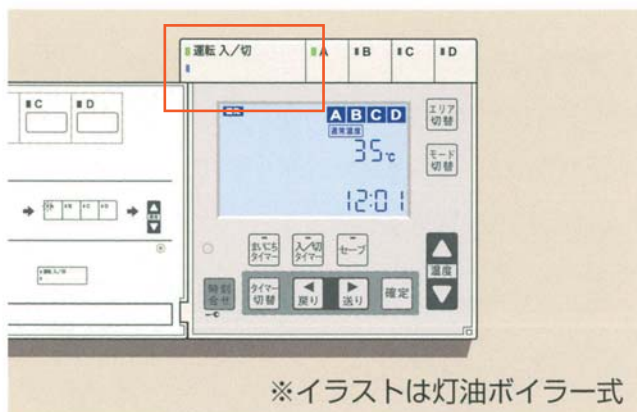 運転 入/切
A
B
C
D
C
D
A B C D
通常温度
35℃
12:01
エリア
切替
モード
切替
まいにち
タイマー
入/切
タイマー
セーブ
温度
時刻
合せ
タイマー
切替
戻り
送り
確定
※イラストは灯油ボイラー式